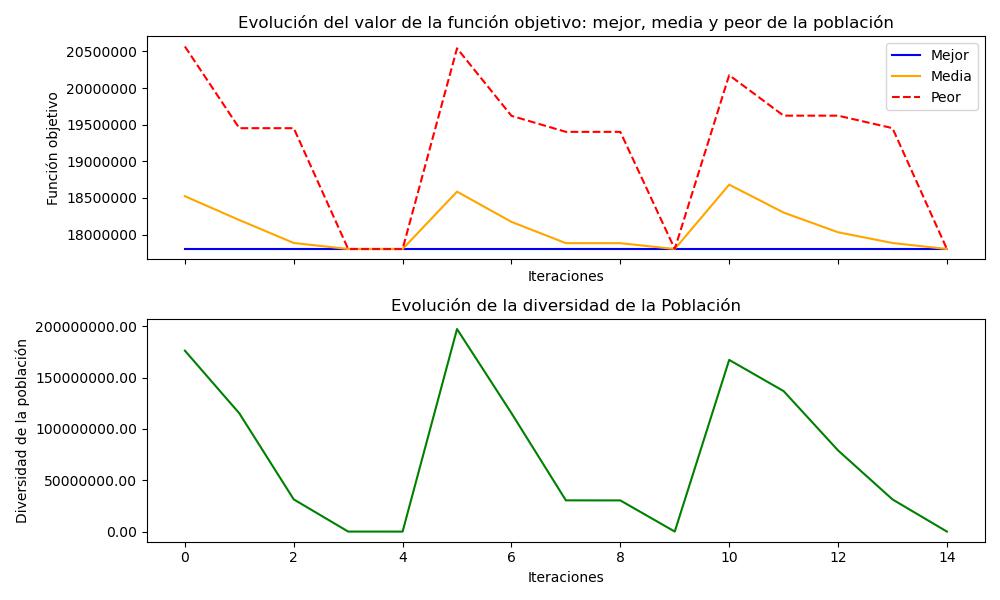 Evolución del valor de la función objetivo: mejor, media y peor de la población
Función objetivo
20500000
20000000
19500000
19000000
18500000
18000000
Mejor
Media
Peor
Iteraciones
Evolución de la diversidad de la Población
Diversidad de la población
200000000.00
150000000.00
100000000.00
50000000.00
0.00
0 2 4 6 8 10 12 14
Iteraciones